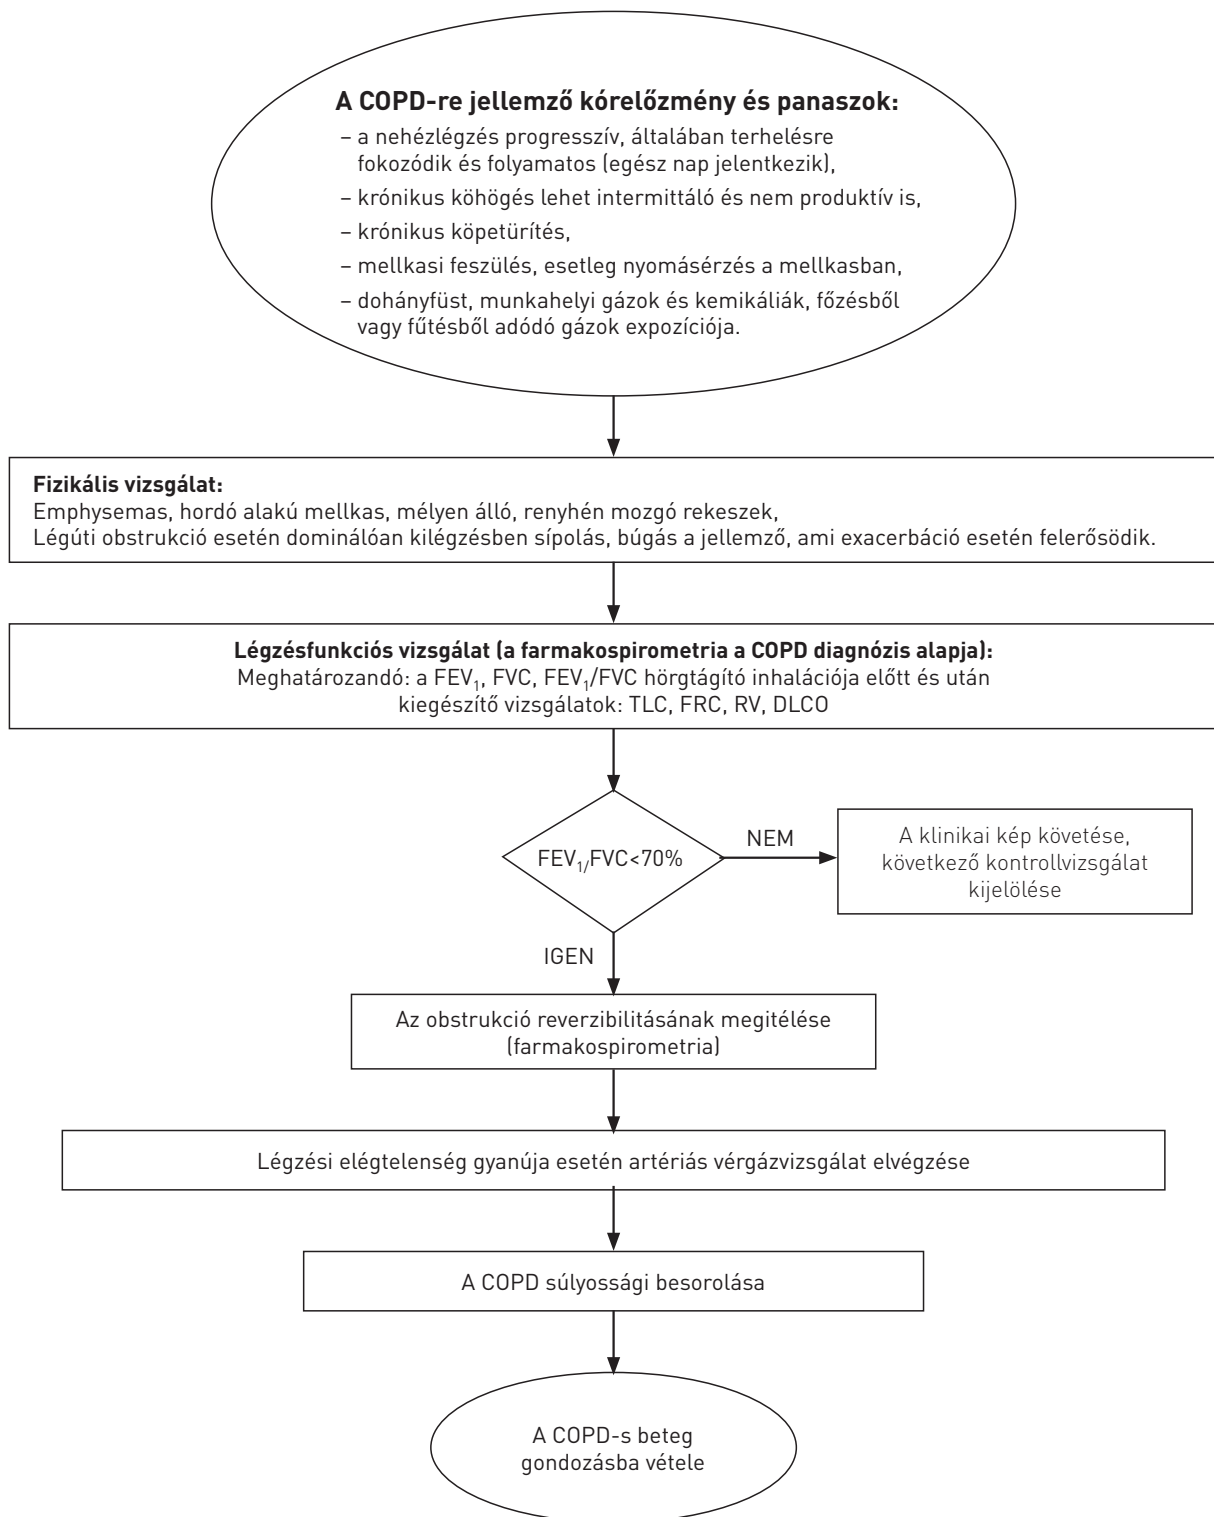 A COPD-re jellemző kórelőzmény és panaszok:
– a nehézlégzés progresszív, általában terhelésre
fokozódik és folyamatos (egész nap jelentkezik),
– krónikus köhögés lehet intermittáló és nem produktív is,
– krónikus köpetürítés,
– mellkasi feszülés, esetleg nyomásérzés a mellkasban,
– dohányfüst, munkahelyi gázok és kemikáliák, főzésből
vagy fűtésből adódó gázok expozíciója.
Fizikális vizsgálat:
Emphysemas, hordó alakú mellkas, mélyen álló, renyhén mozgó rekeszek,
Légúti obstrukció esetén dominálóan kilégzésben sípolás, búgás a jellemző, ami exacerbáció esetén felerősödik.
Légzésfunkciós vizsgálat (a farmakospirometria a COPD diagnózis alapja):
Meghatározandó: a FEV₁, FVC, FEV₁/FVC hörgtágító inhalációja előtt és után
kiegészítő vizsgálatok: TLC, FRC, RV, DLCO
FEV₁/FVC<70%
NEM
A klinikai kép követése,
következő kontrollvizsgálat
kijelölése
IGEN
Az obstrukció reverzibilitásának megitélése
(farmakospirometria)
Légzési elégtelenség gyanúja esetén artériás vérgázvizsgálat elvégzése
A COPD súlyossági besorolása
A COPD-s beteg
gondozásba vétele